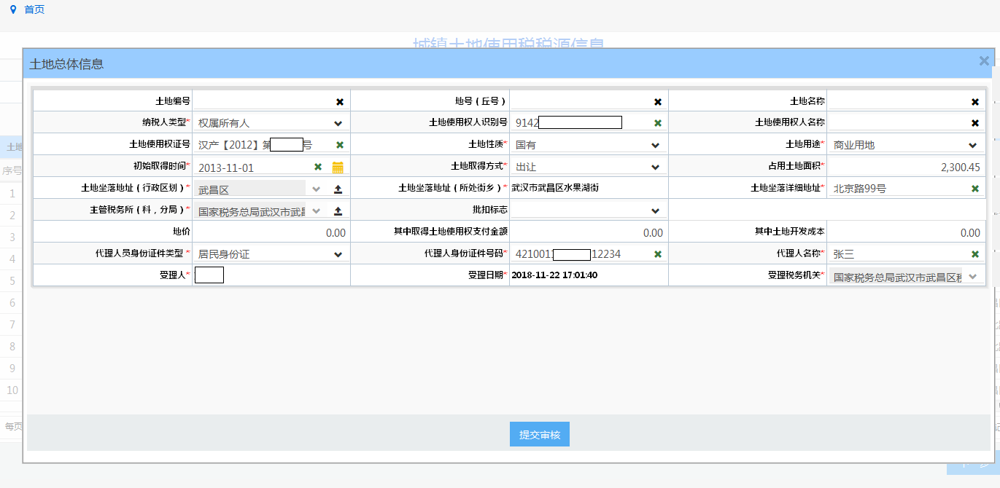 首页
城镇土地使用税税源信息
土地总体信息
土地编号 地号（丘号） 土地名称
纳税人类型* 权属所有人 土地使用权人识别号 9142 土地使用权人名称
土地使用权证号 汉产【2012】第 号 土地性质* 国有 土地用途* 商业用地
初始取得时间* 2013-11-01 土地取得方式* 出让 占用土地面积* 2,300.45
土地坐落地址（行政区划）* 武昌区 土地坐落地址（所处街乡）* 武汉市武昌区水果湖街 土地坐落详细地址* 北京路99号
主管税务所（科，分局）* 国家税务总局武汉市武昌 批扣标志
地价 0.00 其中取得土地使用权支付金额 0.00 其中土地开发成本 0.00
代理人员身份证件类型* 居民身份证 代理人身份证件号码* 421001 12234 代理人名称* 张三
受理人* 受理日期* 2018-11-22 17:01:40 受理税务机关* 国家税务总局武汉市武昌区税
土地
序号
1
2
3
4
5
6
7
8
9
10
每页
提交审核